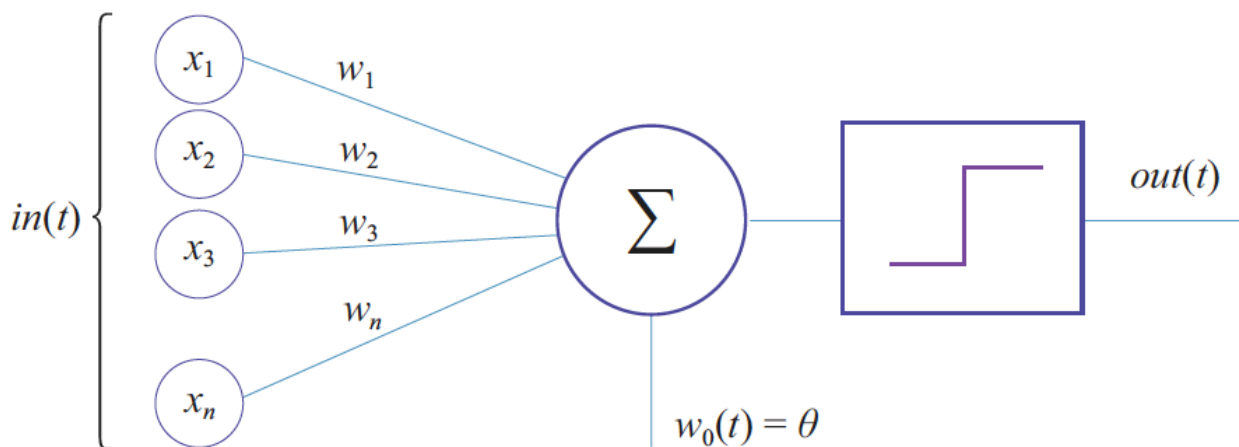 in(t)
x₁
x₂
x₃
xₙ
w₁
w₂
w₃
wₙ
∑
w₀(t) = θ
out(t)